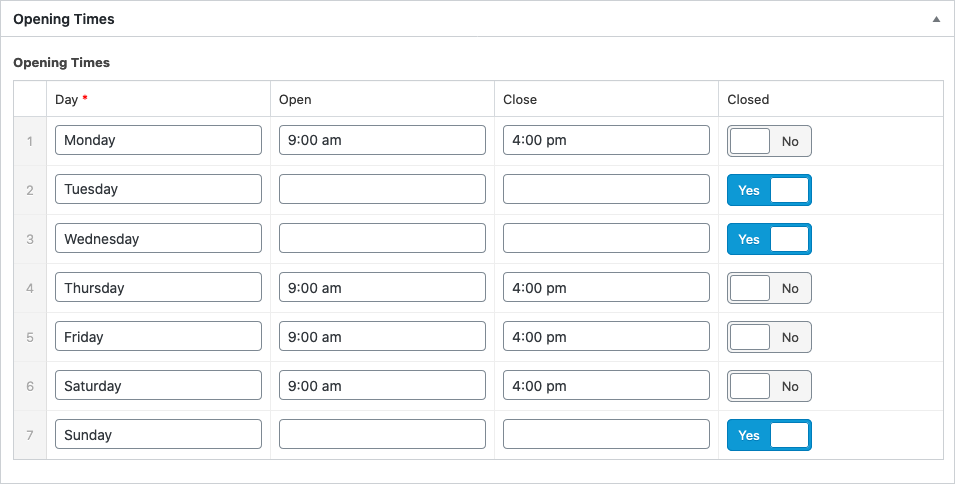 Opening Times
Opening Times
Day * Open Close Closed
1 Monday 9:00 am 4:00 pm No
2 Tuesday Yes
3 Wednesday Yes
4 Thursday 9:00 am 4:00 pm No
5 Friday 9:00 am 4:00 pm No
6 Saturday 9:00 am 4:00 pm No
7 Sunday Yes